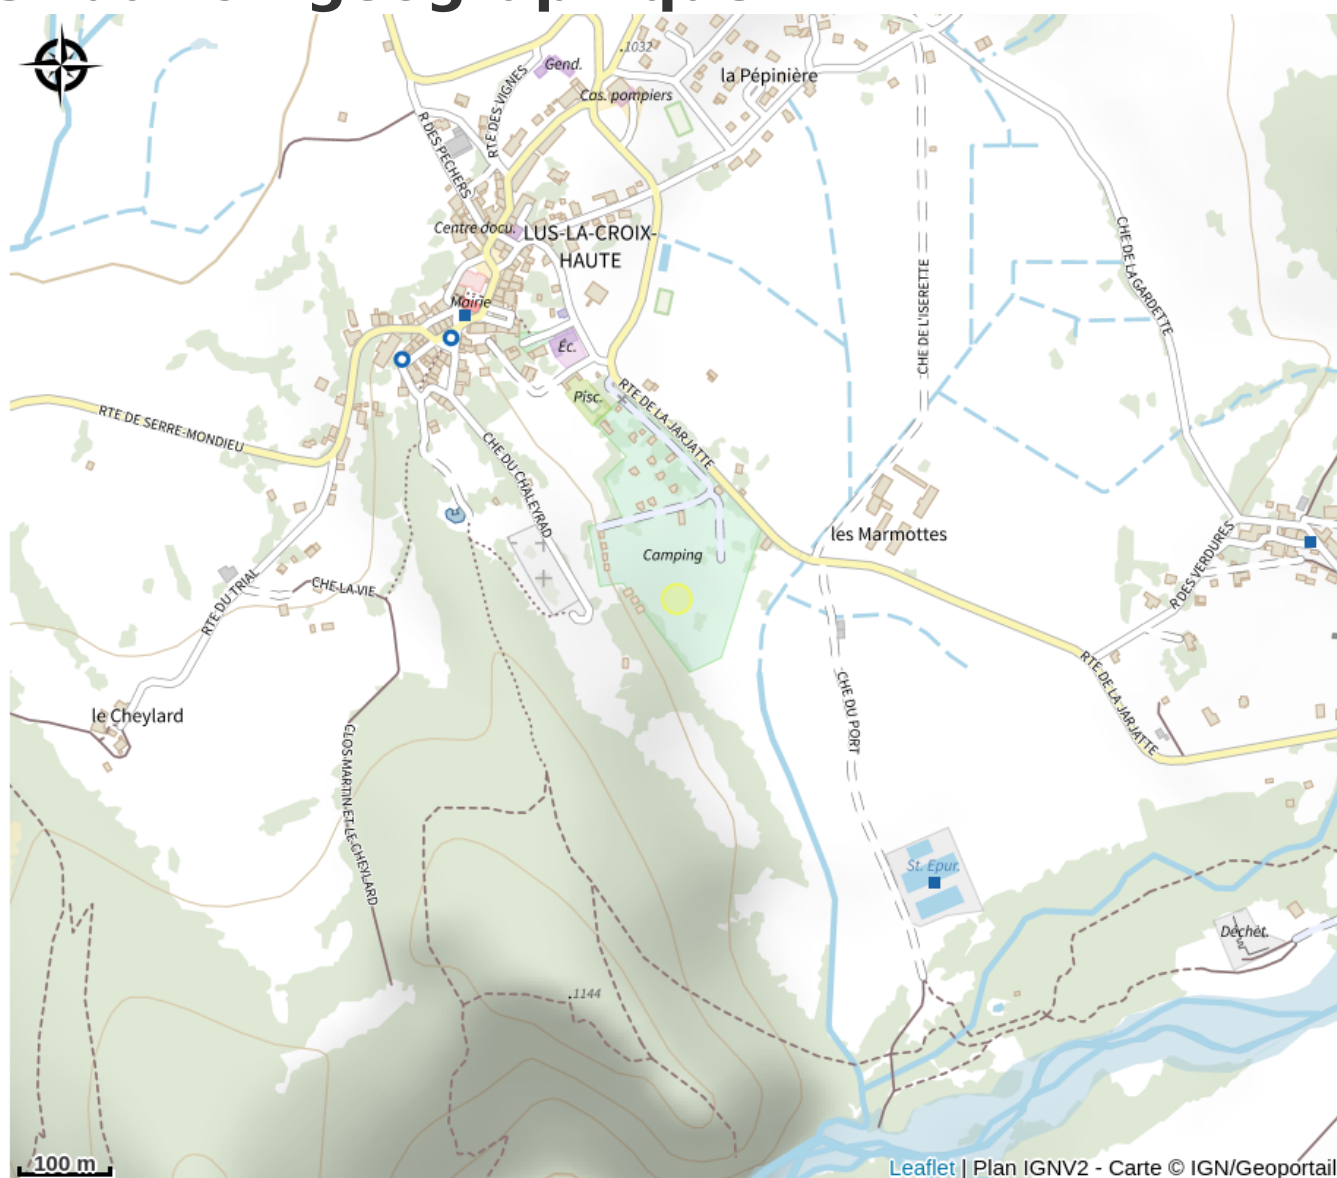 .1032
Gend.
la Pépinière
Cas. pompiers
RTE DES VIGNES
R DES PECHERS
Centre docu.
LUS-LA-CROIX-
HAUTE
CHE DE LA GARDETTE
CHE DE L'ISERETTE
Mairie
Éc.
Pisc.
RTE DE LA JARJATTE
RTE DE SERRE-MONDIEU
CHE DU CHALEYRAD
les Marmottes
Camping
R DES VERDURES
CHE LA VIE
RTE DU TRIAL
RTE DE LA JARJATTE
CHE DU PORT
le Cheylard
CLOS MARTIN ET LE CHEYLARD
St. Epur.
Déchèt.
.1144
100 m
Leaflet | Plan IGNV2 - Carte © IGN/Geoportail